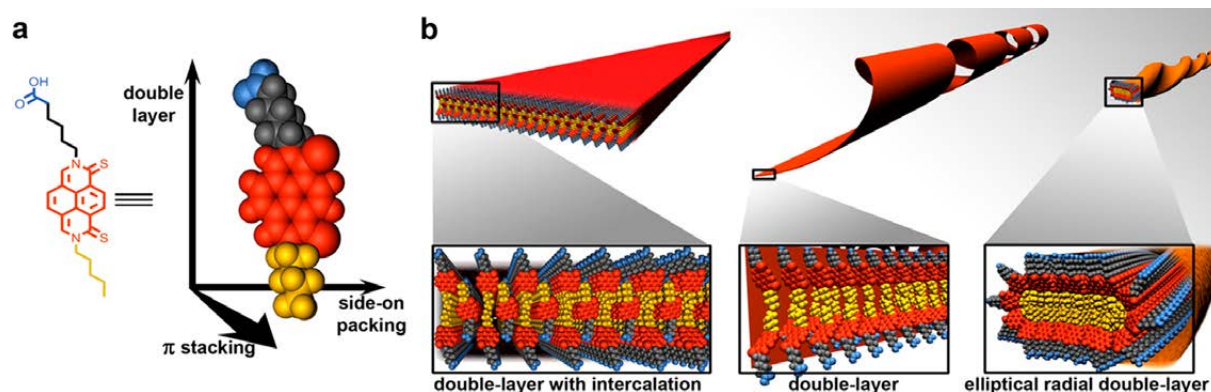 a
b
OH
O
N
S
S
N
double
layer
side-on
packing
π stacking
double-layer with intercalation
double-layer
elliptical radial double-layer